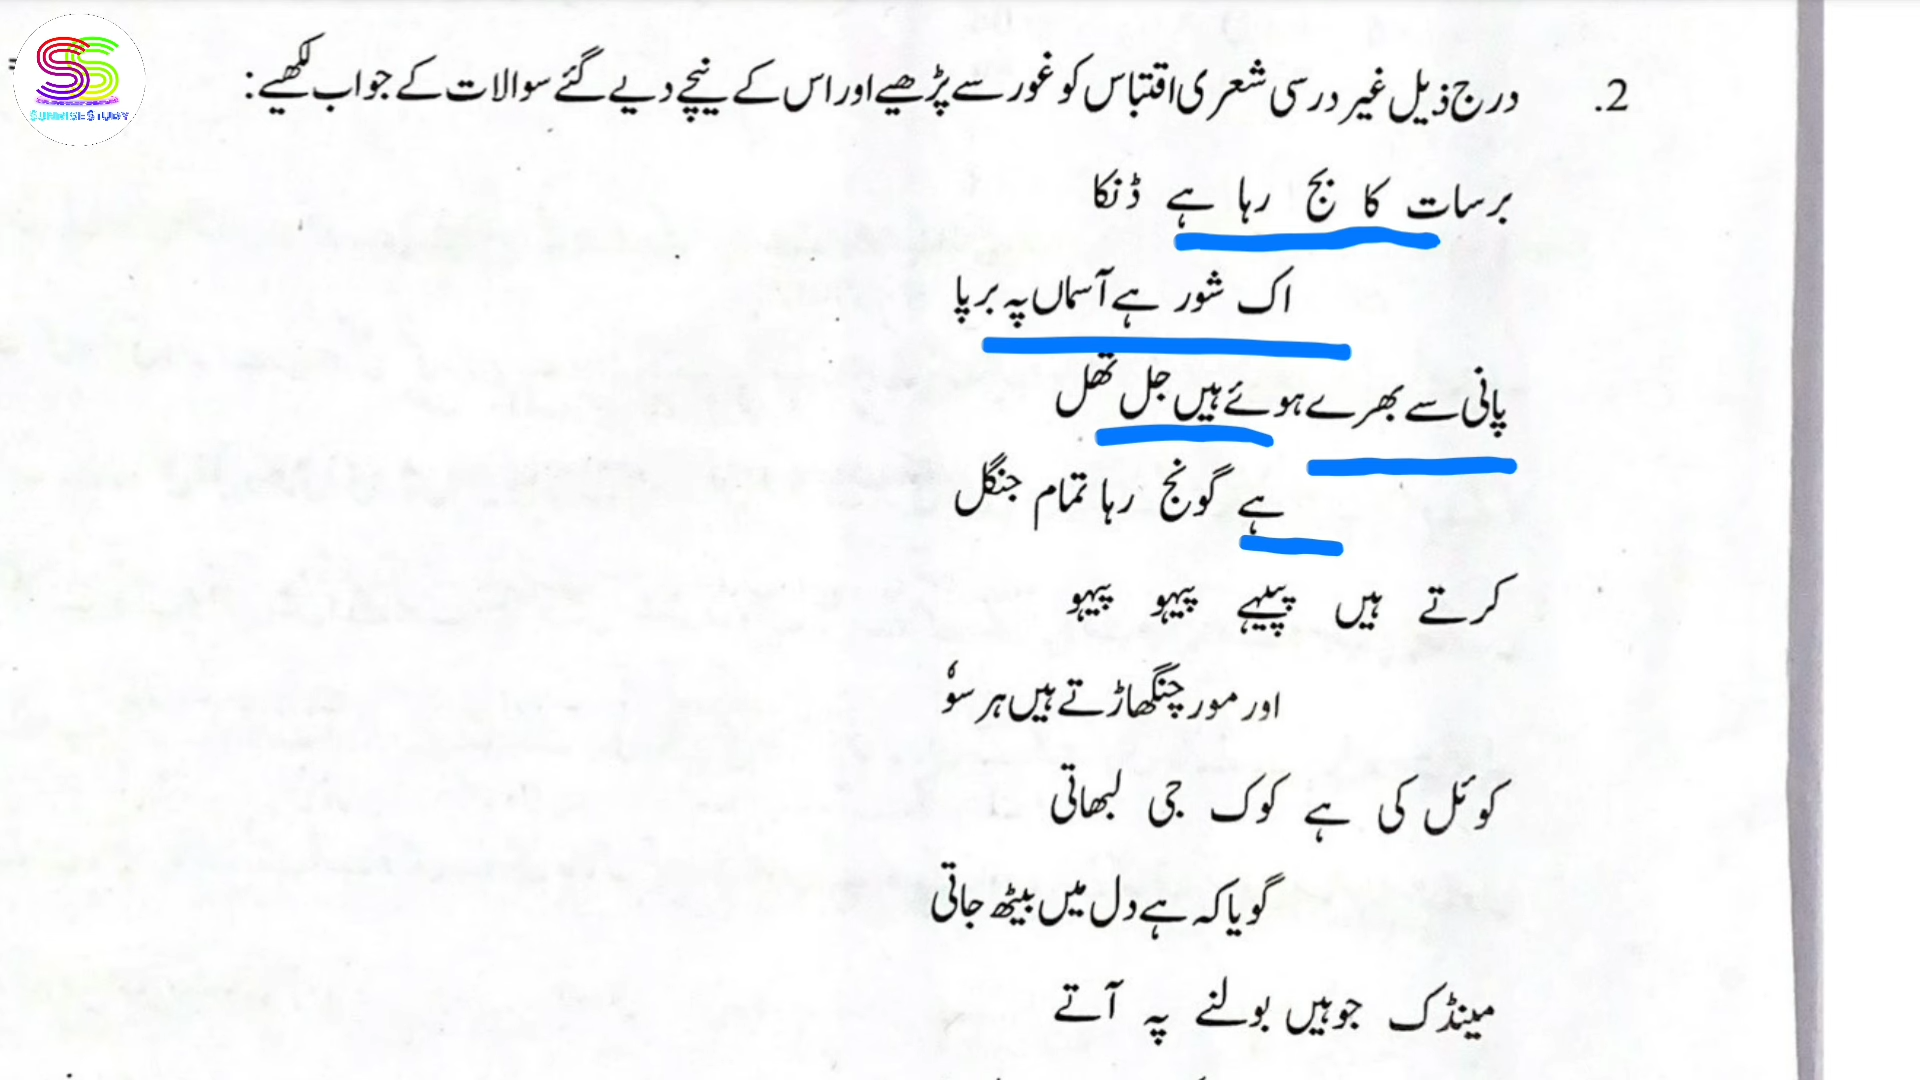 SS
SUNRISESTUDY
2. درج ذیل غیر درسی شعری اقتباس کو غور سے پڑھیے اور اس کے نیچے دیے گئے سوالات کے جواب لکھیے:
برسات کا بج رہا ہے ڈنکا
اک شور ہے آسماں پہ برپا
پانی سے بھرے ہوئے ہیں جل تھل
ہے گونج رہا تمام جنگل
کرتے ہیں پپیہے پیہو پیہو
اور مور چنگھاڑتے ہیں ہر سوٗ
کوئل کی ہے کوک جی لبھاتی
گویا کہ ہے دل میں بیٹھ جاتی
مینڈک جو ہیں بولنے پہ آتے